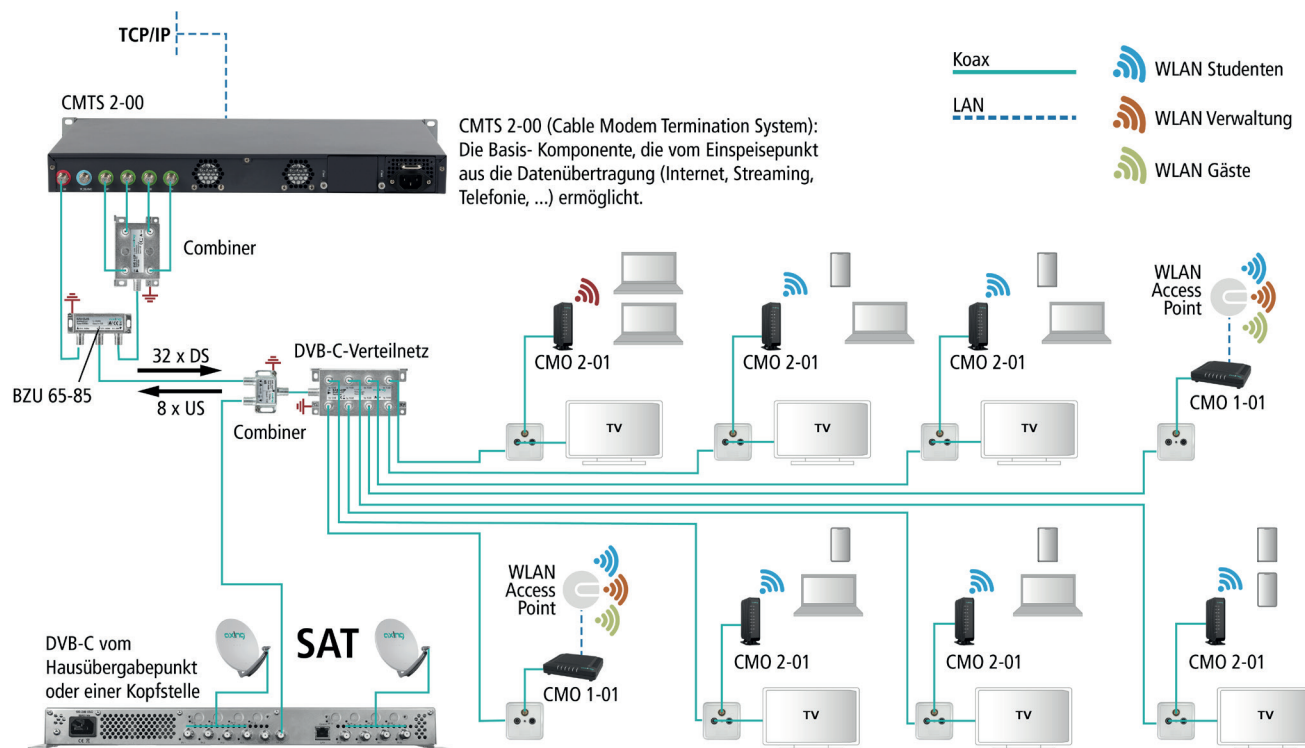 TCP/IP
CMTS 2-00
CMTS 2-00 (Cable Modem Termination System):
Die Basis- Komponente, die vom Einspeisepunkt
aus die Datenübertragung (Internet, Streaming,
Telefonie, ...) ermöglicht.
Koax
LAN
WLAN Studenten
WLAN Verwaltung
WLAN Gäste
Combiner
BZU 65-85
32 x DS
8 x US
Combiner
DVB-C-Verteilnetz
CMO 2-01
TV
CMO 2-01
TV
CMO 2-01
TV
WLAN
Access
Point
CMO 1-01
WLAN
Access
Point
CMO 1-01
CMO 2-01
TV
CMO 2-01
TV
CMO 2-01
TV
DVB-C vom
Hausübergabepunkt
oder einer Kopfstelle
axing
SAT
axing